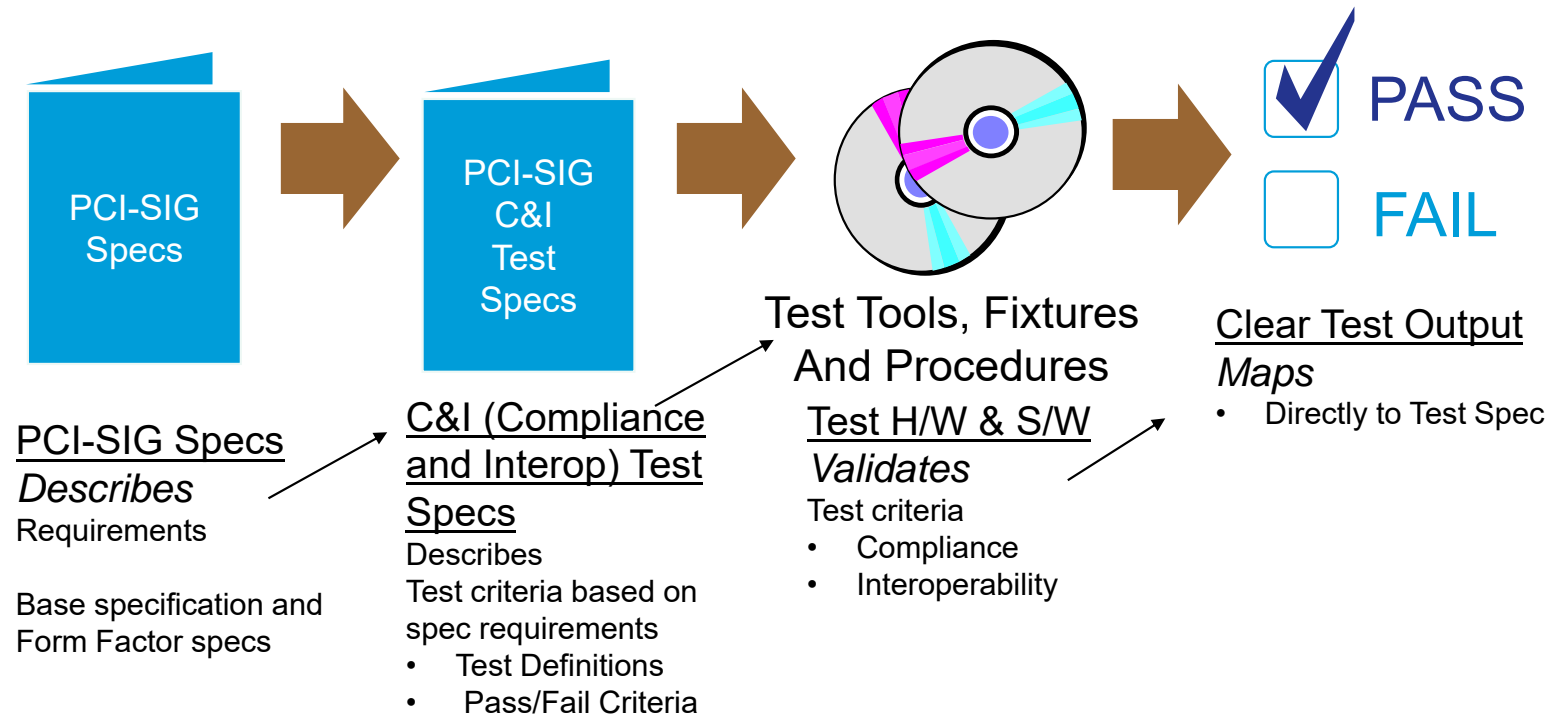 PCI-SIG
Specs
PCI-SIG
C&I
Test
Specs
PASS
FAIL
PCI-SIG Specs
Describes
Requirements
Base specification and
Form Factor specs
C&I (Compliance
and Interop) Test
Specs
Describes
Test criteria based on
spec requirements
• Test Definitions
• Pass/Fail Criteria
Test Tools, Fixtures
And Procedures
Test H/W & S/W
Validates
Test criteria
• Compliance
• Interoperability
Clear Test Output
Maps
• Directly to Test Spec